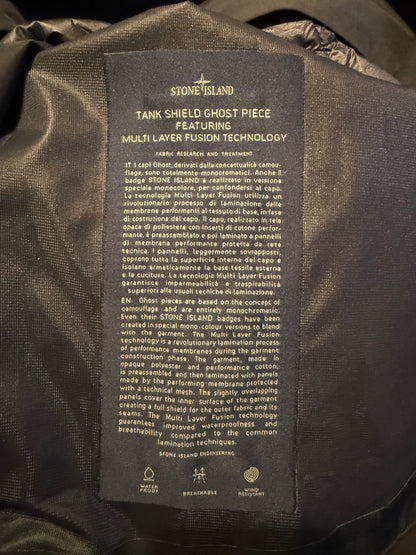 STONE ISLAND
TANK SHIELD GHOST PIECE
FEATURING
MULTI LAYER FUSION TECHNOLOGY
FABRIC RESEARCH AND TREATMENT
IT I capi Ghost, derivati dalla concettualità camou-
flage, sono totalmente monocromatici. Anche il
badge STONE ISLAND è realizzato in versione
speciale monocolore, per confondersi al capo.
La tecnologia Multi Layer Fusion utilizza un
rivoluzionario processo di laminazione delle
membrane performanti al tessuto di base, in fase
di costruzione del capo. Il capo, realizzato in tela
opaca di poliestere con inserti di cotone perfor-
mante, è preassemblato e poi laminato a pannelli
di membrana performante protetta da rete
tecnica. I pannelli, leggermente sovrapposti,
coprono tutta la superficie interna del capo e
isolano ermeticamente la base tessile esterna
e le cuciture. La tecnologia Multi Layer Fusion
garantisce impermeabilità e traspirabilità
superiori alle usuali tecniche di laminazione.
EN Ghost pieces are based on the concept of
camouflage and are entirely monochromatic.
Even their STONE ISLAND badges have been
created in special mono-colour versions to blend
with the garment. The Multi Layer Fusion
technology is a revolutionary lamination process
of performance membranes during the garment
construction phase. The garment, made in
opaque polyester and performance cotton,
is preassembled and then laminated with panels
made by the performing membrane protected
with a technical mesh. The slightly overlapping
panels cover the inner surface of the garment
creating a full shield for the outer fabric and its
seams. The Multi Layer Fusion technology
guarantees improved waterproofness and
breathability compared to the common
lamination techniques.
STONE ISLAND ENGINEERING
WATER
PROOF
BREATHABLE
WIND
RESISTANT